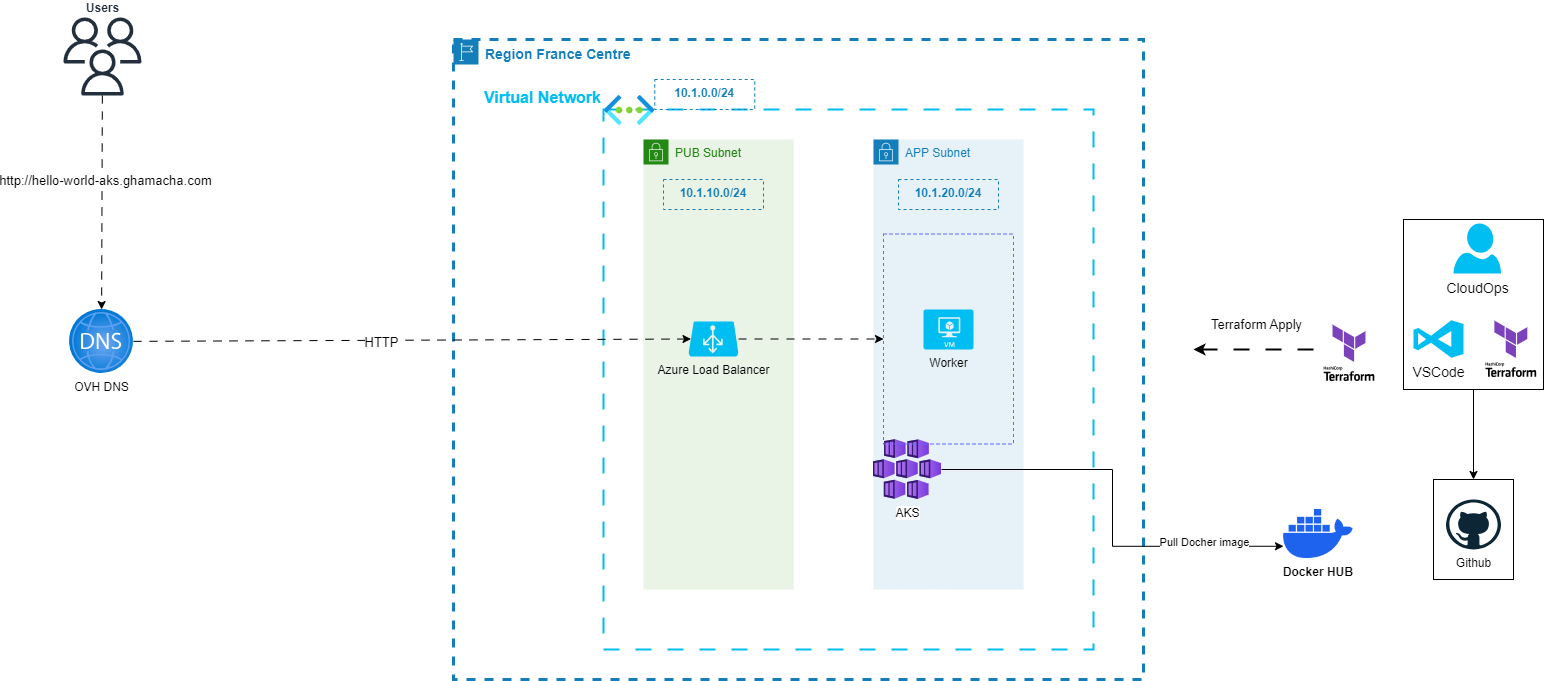 Users
Region France Centre
Virtual Network
10.1.0.0/24
PUB Subnet
APP Subnet
http://hello-world-aks.ghamacha.com
10.1.10.0/24
10.1.20.0/24
CloudOps
Terraform Apply
DNS
HTTP
VM
Worker
Azure Load Balancer
HashiCorp
Terraform
VSCode
HashiCorp
Terraform
OVH DNS
AKS
Pull Docher image
Docker HUB
Github